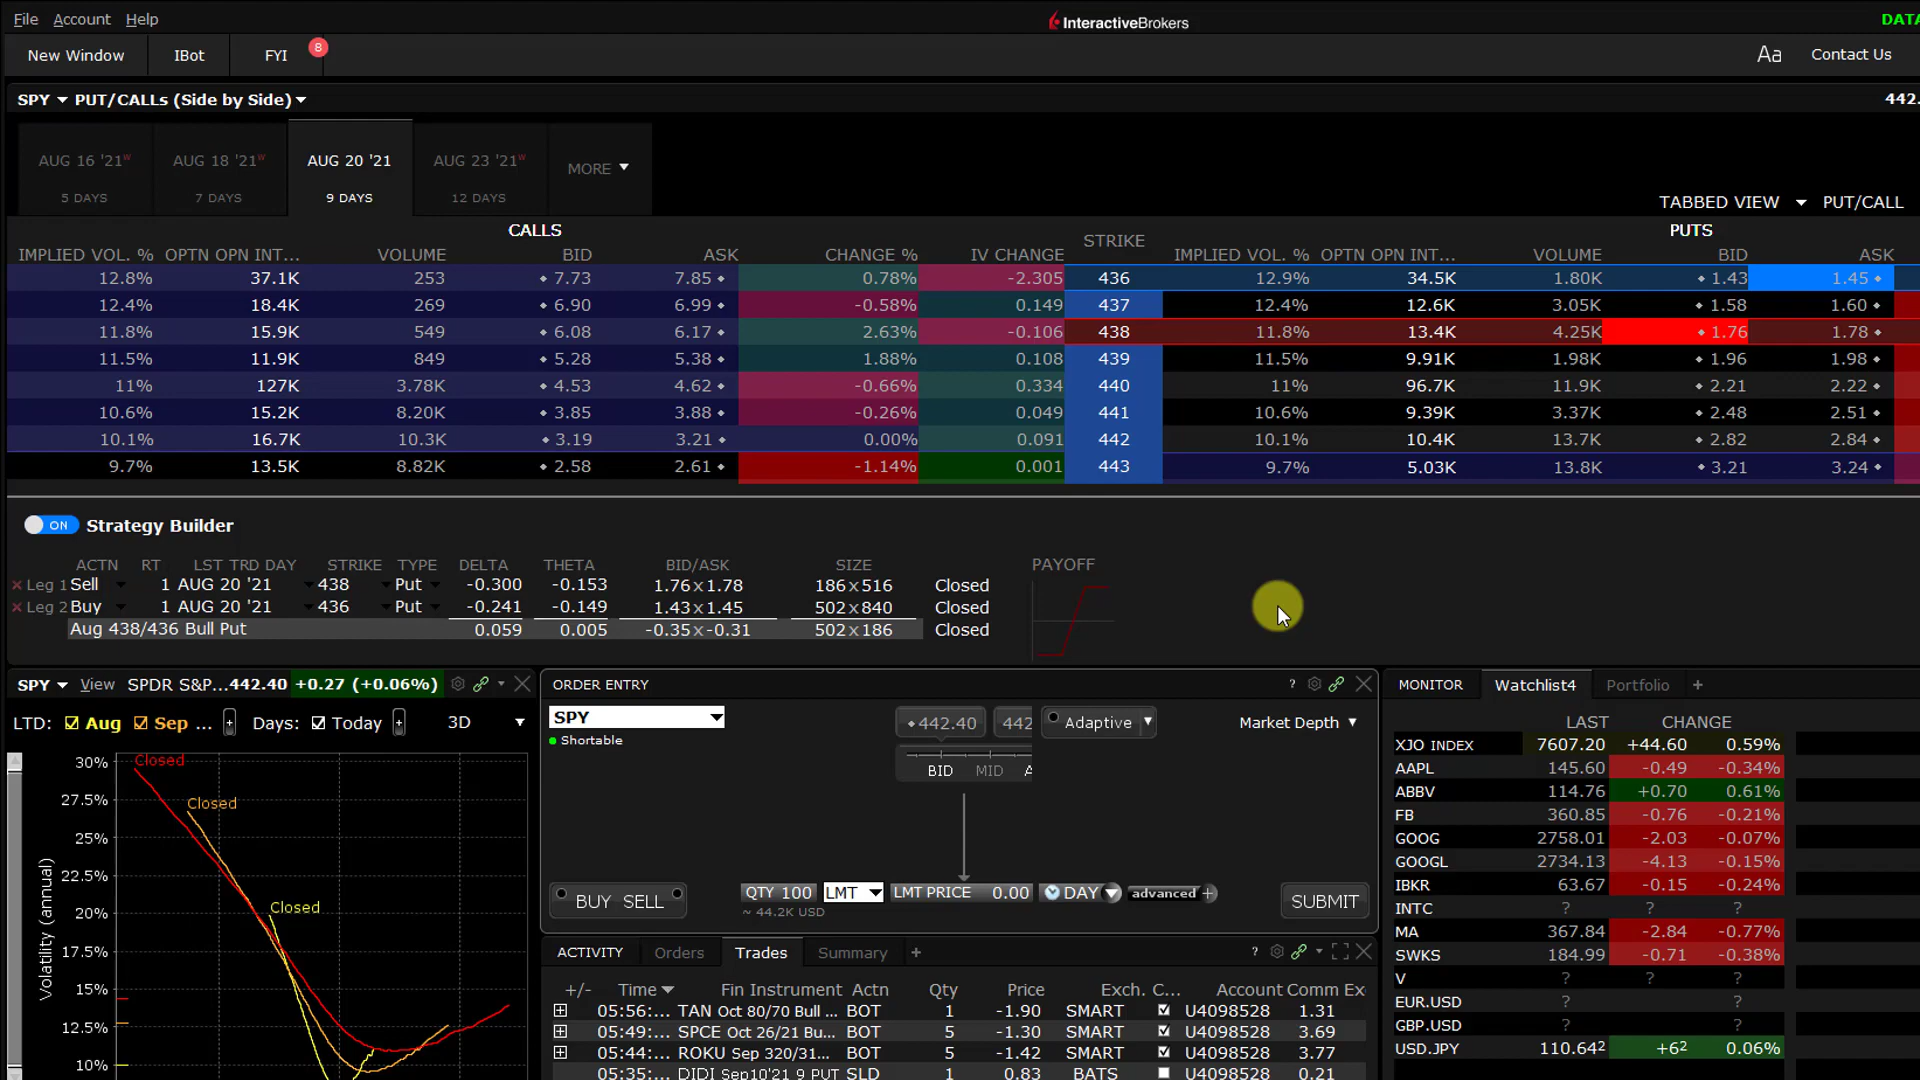 File Account Help
InteractiveBrokers
DATA
New Window IBot FYI 8
Aa Contact Us
SPY PUT/CALLs (Side by Side)
442.
AUG 16 '21W AUG 18 '21W AUG 20 '21 AUG 23 '21W MORE
5 DAYS 7 DAYS 9 DAYS 12 DAYS
TABBED VIEW PUT/CALL
CALLS STRIKE PUTS
IMPLIED VOL. % OPTN OPN INT... VOLUME BID ASK CHANGE % IV CHANGE IMPLIED VOL. % OPTN OPN INT... VOLUME BID ASK
12.8% 37.1K 253 7.73 7.85 0.78% -2.305 436 12.9% 34.5K 1.80K 1.43 1.45
12.4% 18.4K 269 6.90 6.99 -0.58% 0.149 437 12.4% 12.6K 3.05K 1.58 1.60
11.8% 15.9K 549 6.08 6.17 2.63% -0.106 438 11.8% 13.4K 4.25K 1.76 1.78
11.5% 11.9K 849 5.28 5.38 1.88% 0.108 439 11.5% 9.91K 1.98K 1.96 1.98
11% 127K 3.78K 4.53 4.62 -0.66% 0.334 440 11% 96.7K 11.9K 2.21 2.22
10.6% 15.2K 8.20K 3.85 3.88 -0.26% 0.049 441 10.6% 9.39K 3.37K 2.48 2.51
10.1% 16.7K 10.3K 3.19 3.21 0.00% 0.091 442 10.1% 10.4K 13.7K 2.82 2.84
9.7% 13.5K 8.82K 2.58 2.61 -1.14% 0.001 443 9.7% 5.03K 13.8K 3.21 3.24
ON Strategy Builder
ACTN RT LST TRD DAY STRIKE TYPE DELTA THETA BID/ASK SIZE PAYOFF
Leg 1 Sell 1 AUG 20 '21 438 Put -0.300 -0.153 1.76 x 1.78 186 x 516 Closed
Leg 2 Buy 1 AUG 20 '21 436 Put -0.241 -0.149 1.43 x 1.45 502 x 840 Closed
Aug 438/436 Bull Put 0.059 0.005 -0.35 x -0.31 502 x 186 Closed
SPY View SPDR S&P...442.40 +0.27 (+0.06%)
LTD: Aug Sep ... Days: Today 3D
Closed
30%
Closed
27.5%
25%
22.5%
Closed
20%
17.5%
15%
12.5%
10%
Volatility (annual)
ORDER ENTRY ?
SPY 442.40 442 Adaptive Market Depth
Shortable
BID MID A
BUY SELL QTY 100 LMT LMT PRICE 0.00 DAY advanced + SUBMIT
~ 44.2K USD
ACTIVITY Orders Trades Summary + ?
+/- Time Fin Instrument Actn Qty Price Exch. C... Account Comm Ex
05:56:... TAN Oct 80/70 Bull ... BOT 1 -1.90 SMART U4098528 1.31
05:49:... SPCE Oct 26/21 Bu... BOT 5 -1.30 SMART U4098528 3.69
05:44:... ROKU Sep 320/31... BOT 5 -1.42 SMART U4098528 3.77
05:35:... DIDI Sep10'21 9 PUT SLD 1 0.83 BATS U4098528 0.21
MONITOR Watchlist4 Portfolio +
LAST CHANGE
XJO INDEX 7607.20 +44.60 0.59%
AAPL 145.60 -0.49 -0.34%
ABBV 114.76 +0.70 0.61%
FB 360.85 -0.76 -0.21%
GOOG 2758.01 -2.03 -0.07%
GOOGL 2734.13 -4.13 -0.15%
IBKR 63.67 -0.15 -0.24%
INTC ? ? ?
MA 367.84 -2.84 -0.77%
SWKS 184.99 -0.71 -0.38%
V ? ? ?
EUR.USD ? ?
GBP.USD ? ?
USD.JPY 110.64² +6² 0.06%